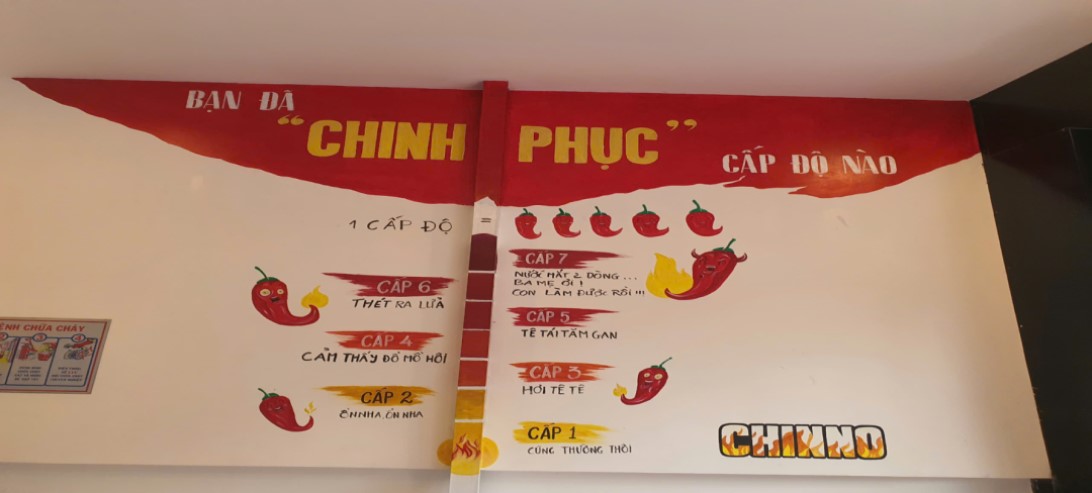 BẠN ĐÃ
“CHINH PHỤC”
CẤP ĐỘ NÀO
1 CẤP ĐỘ =
CẤP 7
NƯỚC MẮT 2 DÒNG...
BA MẸ ƠI !
CON LÀM ĐƯỢC RỒI !!!
CẤP 6
THÉT RA LỬA
CẤP 5
TÊ TÁI TÂM GAN
CẤP 4
CẢM THẤY ĐỔ MỒ HÔI
CẤP 3
HƠI TÊ TÊ
CẤP 2
ỔN NHA, ỔN NHA
CẤP 1
CŨNG THƯỜNG THÔI
CHINNO
ỆNH CHỮA CHÁY